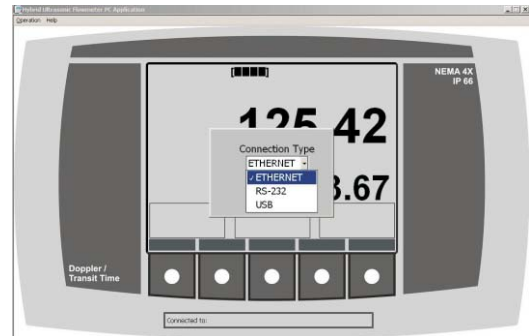 Hybrid Ultrasonic Flowmeter PC Application
Operation Help
NEMA 4X
IP 66
125.42
Connection Type
ETHERNET
✓ETHERNET
RS-232
USB
3.67
Doppler /
Transit Time
Connected to: